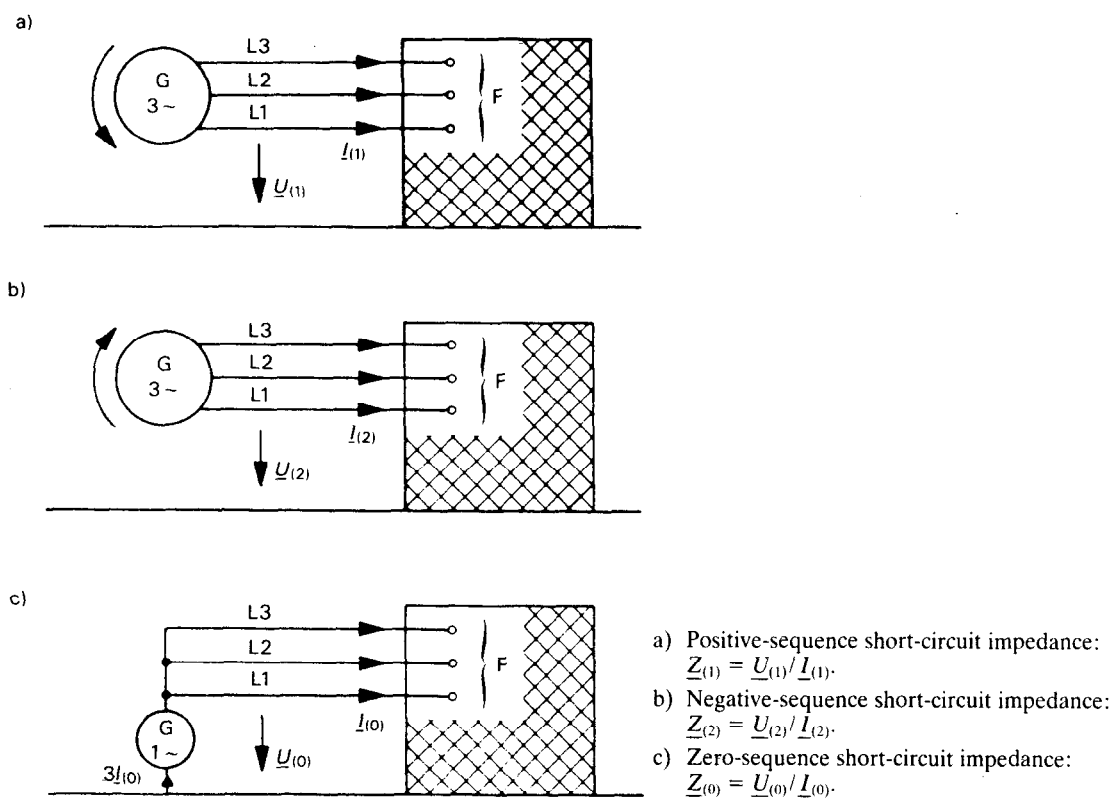 a)
L3
G
3~
L2
F
L1
I(1)
U(1)
b)
L3
G
3~
L2
F
L1
I(2)
U(2)
c)
L3
L2
F
L1
I(0)
G
1~
U(0)
3I(0)
a) Positive-sequence short-circuit impedance:
Z(1) = U(1)/I(1).
b) Negative-sequence short-circuit impedance:
Z(2) = U(2)/I(2).
c) Zero-sequence short-circuit impedance:
Z(0) = U(0)/I(0).